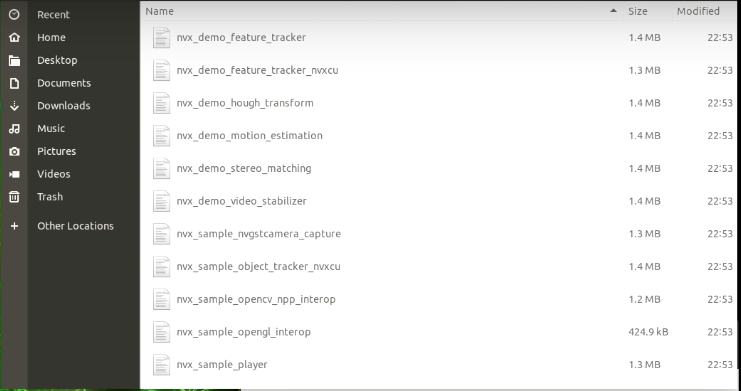 Recent
Home
Desktop
Documents
Downloads
Music
Pictures
Videos
Trash
Other Locations
Name Size Modified
nvx_demo_feature_tracker 1.4 MB 22:53
nvx_demo_feature_tracker_nvxcu 1.3 MB 22:53
nvx_demo_hough_transform 1.4 MB 22:53
nvx_demo_motion_estimation 1.4 MB 22:53
nvx_demo_stereo_matching 1.4 MB 22:53
nvx_demo_video_stabilizer 1.4 MB 22:53
nvx_sample_nvgstcamera_capture 1.3 MB 22:53
nvx_sample_object_tracker_nvxcu 1.4 MB 22:53
nvx_sample_opencv_npp_interop 1.2 MB 22:53
nvx_sample_opengl_interop 424.9 kB 22:53
nvx_sample_player 1.3 MB 22:53